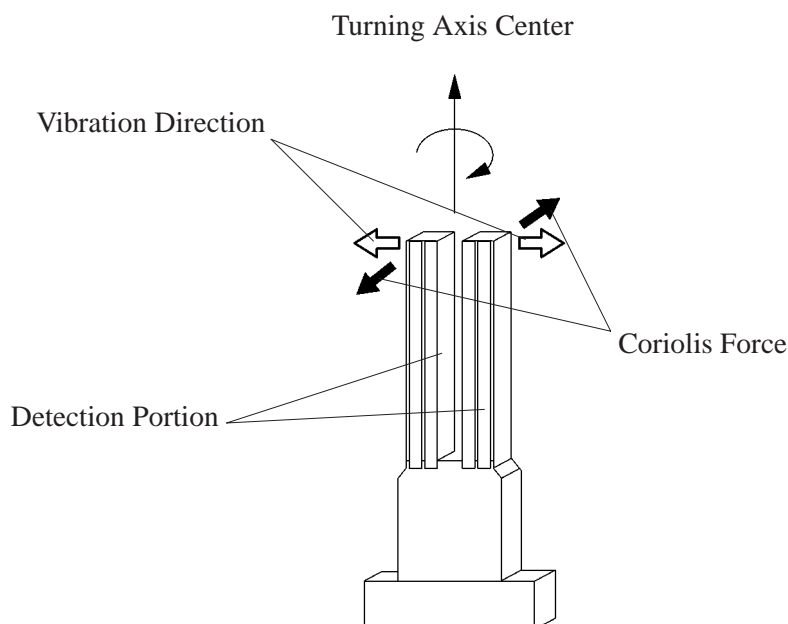 Turning Axis Center
Vibration Direction
Coriolis Force
Detection Portion